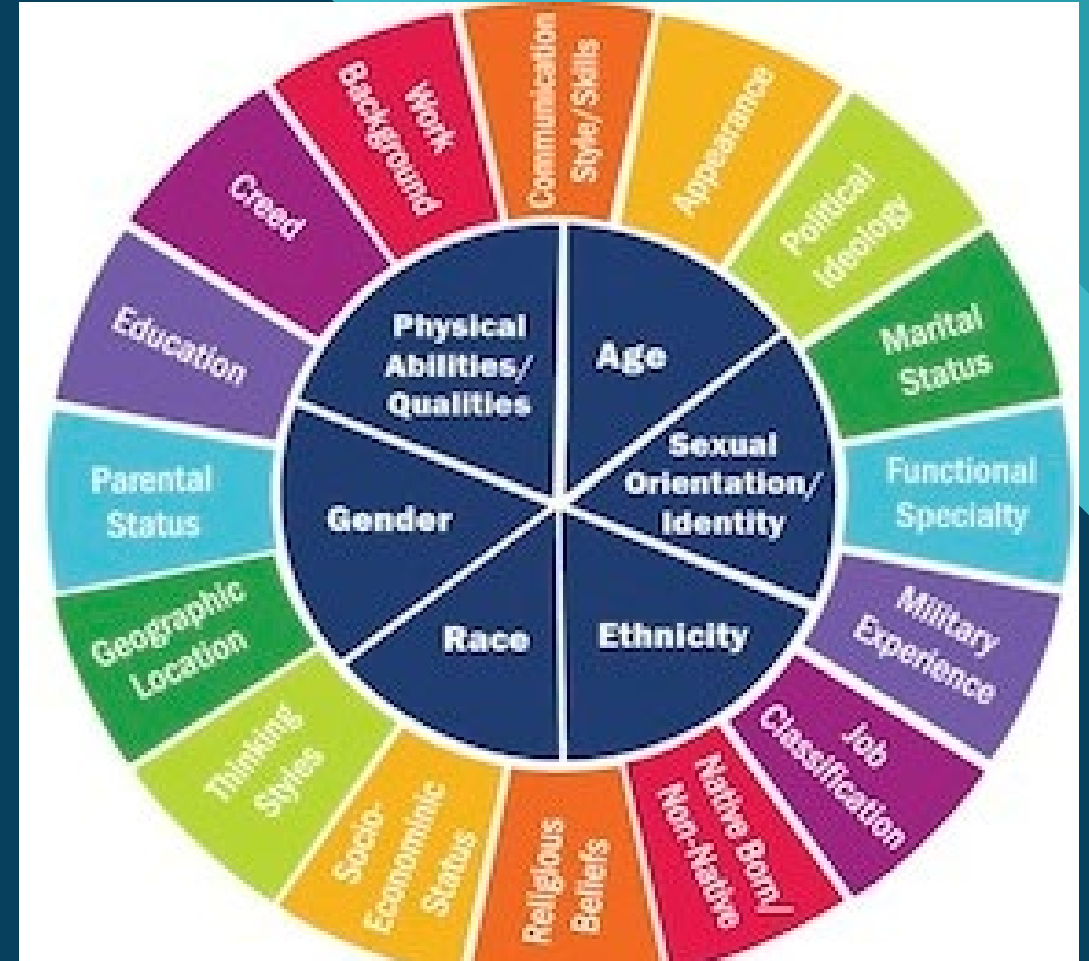 Communication
Style/Skills
Appearance
Political
Ideology
Marital
Status
Functional
Specialty
Military
Experience
Job
Classification
Native Born/
Non-Native
Religious
Beliefs
Socio-
Economic
Status
Thinking
Styles
Geographic
Location
Parental
Status
Education
Creed
Work
Background
Physical
Abilities/
Qualities
Age
Sexual
Orientation/
Identity
Ethnicity
Race
Gender